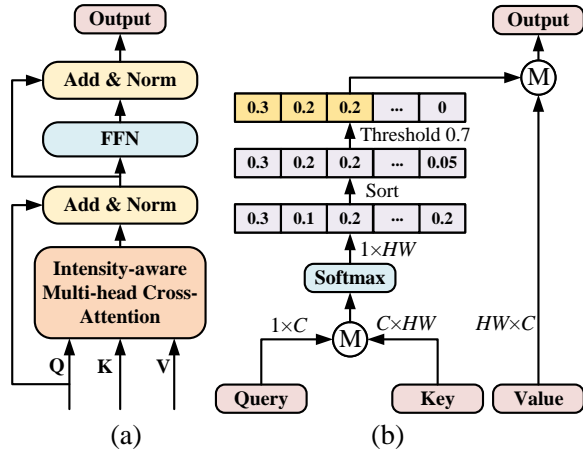 Output
Add & Norm
FFN
Add & Norm
Intensity-aware
Multi-head Cross-
Attention
Q K V
(a)
Output
M
0.3 0.2 0.2 ... 0
Threshold 0.7
0.3 0.2 0.2 ... 0.05
Sort
0.3 0.1 0.2 ... 0.2
1×HW
Softmax
1×C C×HW HW×C
M
Query Key Value
(b)